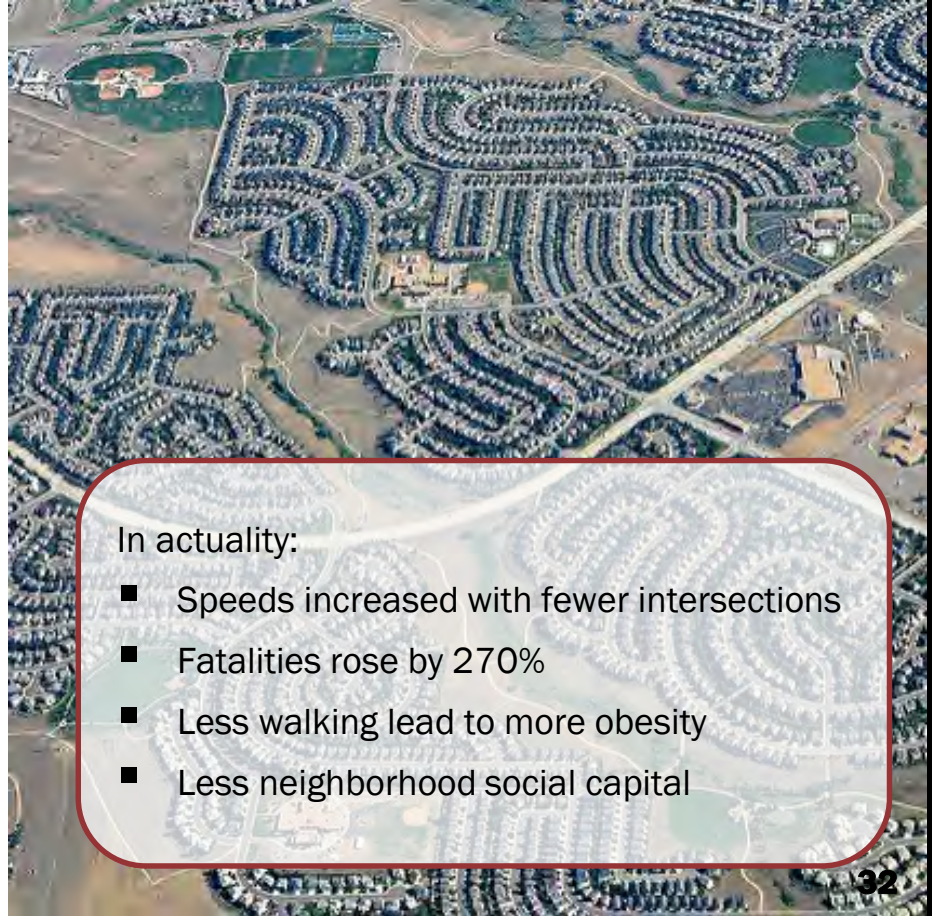 In actuality:
▪ Speeds increased with fewer intersections
▪ Fatalities rose by 270%
▪ Less walking lead to more obesity
▪ Less neighborhood social capital
32